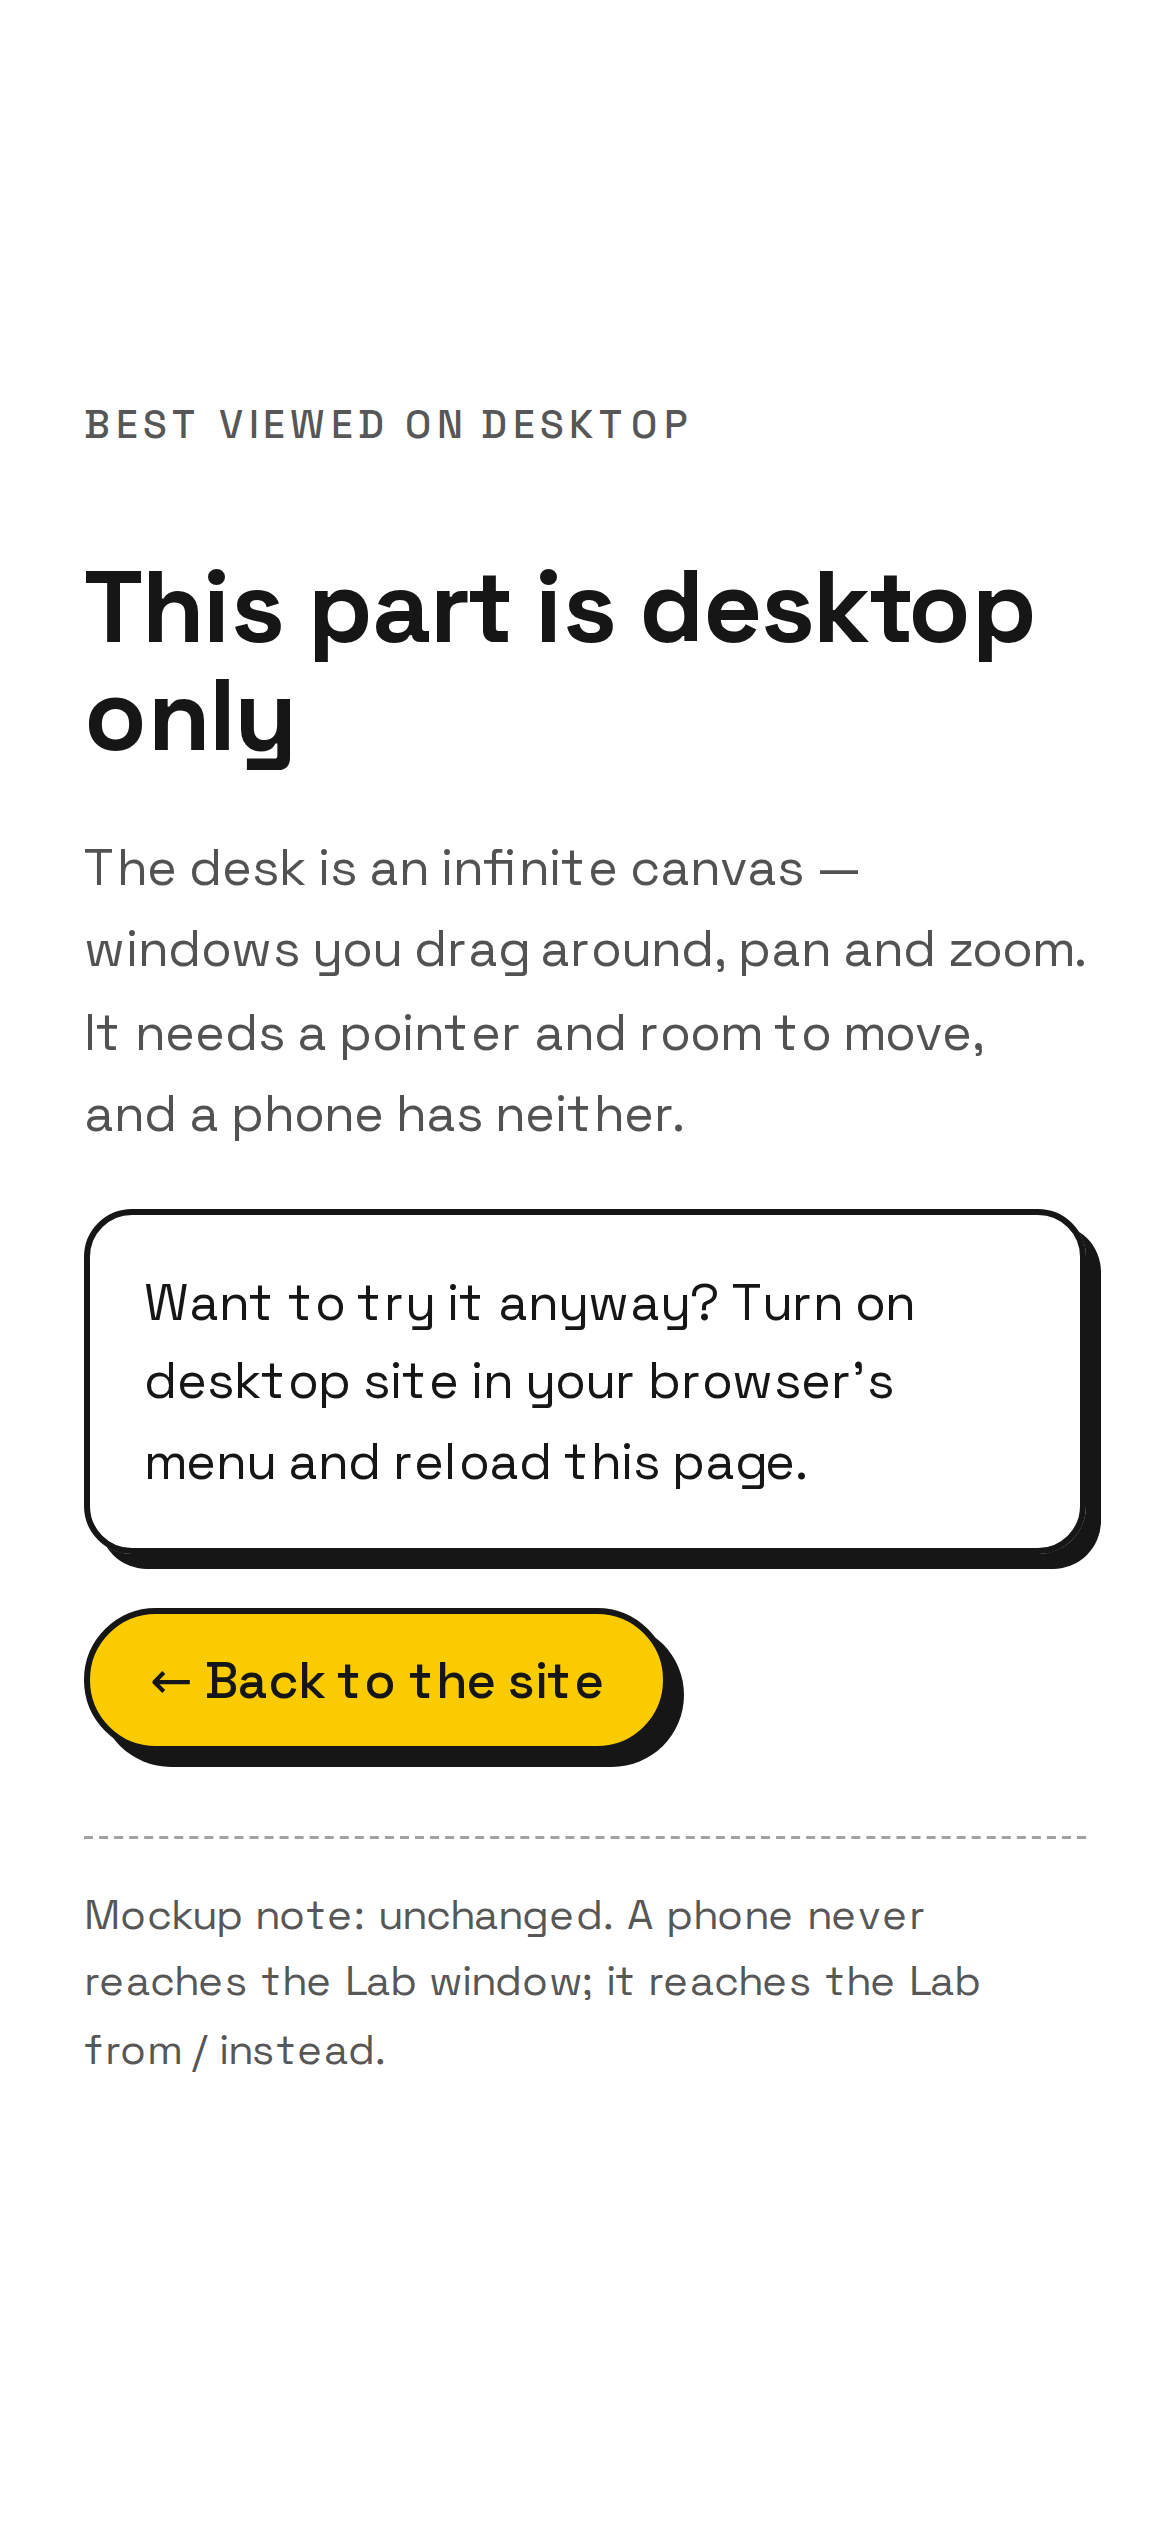 BEST VIEWED ON DESKTOP
This part is desktop
only
The desk is an infinite canvas —
windows you drag around, pan and zoom.
It needs a pointer and room to move,
and a phone has neither.
Want to try it anyway? Turn on
desktop site in your browser’s
menu and reload this page.
← Back to the site
Mockup note: unchanged. A phone never
reaches the Lab window; it reaches the Lab
from / instead.